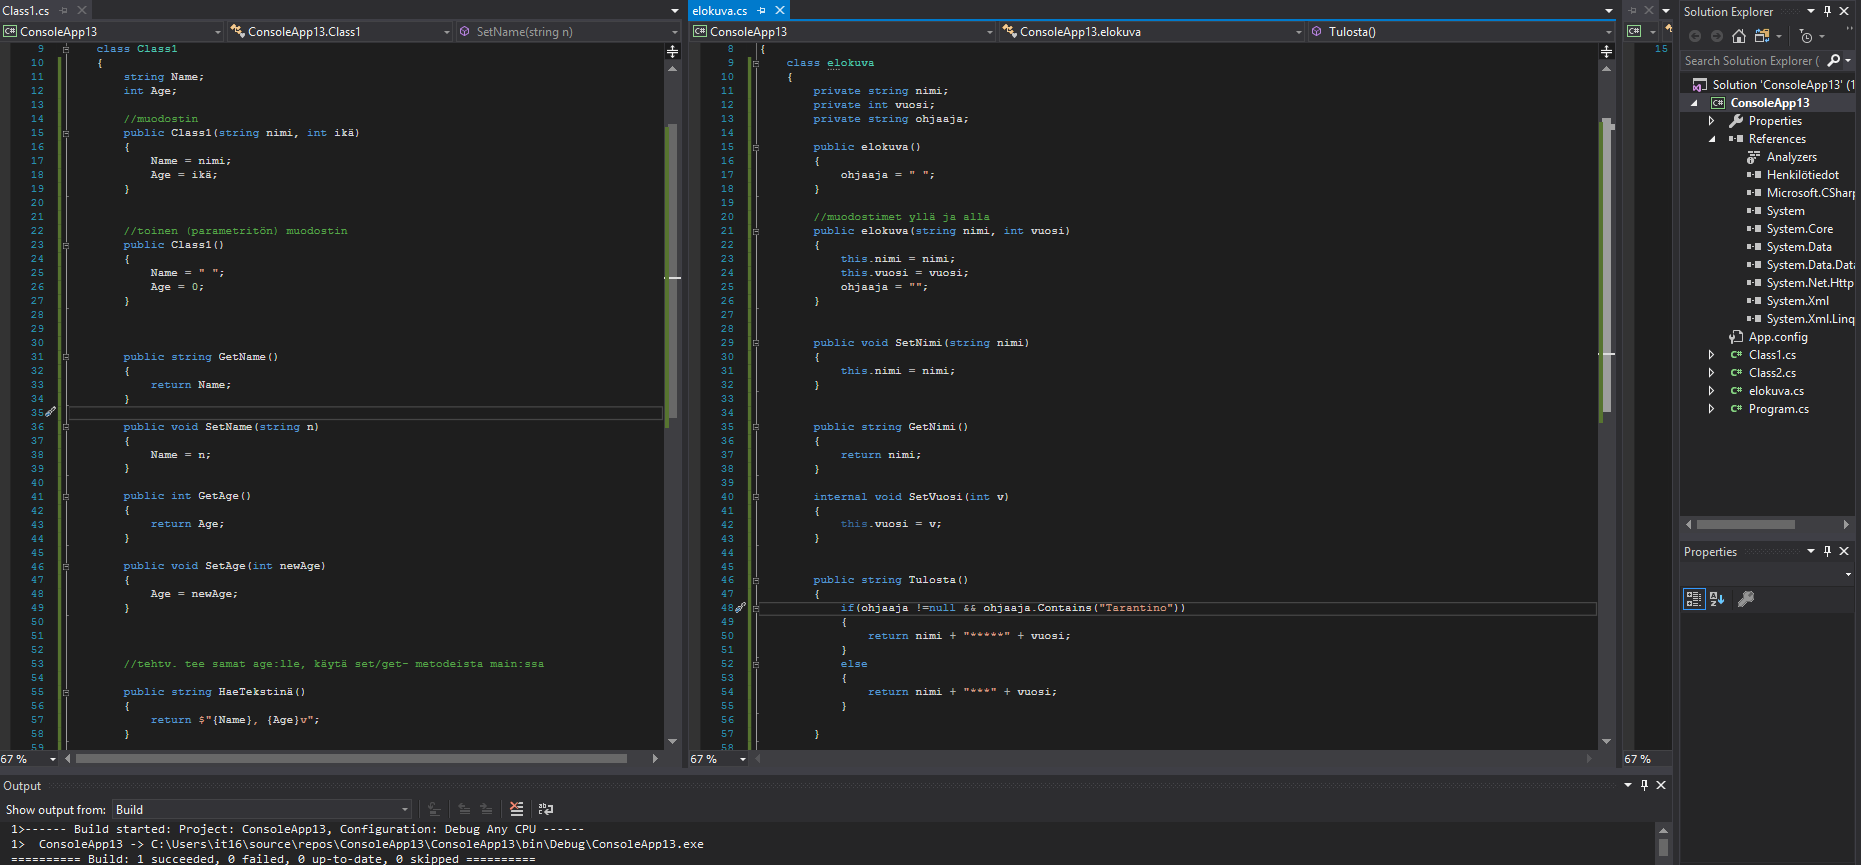 Class1.cs
ConsoleApp13
ConsoleApp13.Class1
SetName(string n)
9 class Class1
10 {
11 string Name;
12 int Age;
13
14 //muodostin
15 public Class1(string nimi, int ikä)
16 {
17 Name = nimi;
18 Age = ikä;
19 }
20
21
22 //toinen (parametritön) muodostin
23 public Class1()
24 {
25 Name = " ";
26 Age = 0;
27 }
28
29
30
31 public string GetName()
32 {
33 return Name;
34 }
35
36 public void SetName(string n)
37 {
38 Name = n;
39 }
40
41 public int GetAge()
42 {
43 return Age;
44 }
45
46 public void SetAge(int newAge)
47 {
48 Age = newAge;
49 }
50
51
52
53 //tehtv. tee samat age:lle, käytä set/get- metodeista main:ssa
54
55 public string HaeTekstinä()
56 {
57 return $"{Name}, {Age}v";
58 }
59
67 %
elokuva.cs
ConsoleApp13
ConsoleApp13.elokuva
Tulosta()
8 {
9 class elokuva
10 {
11 private string nimi;
12 private int vuosi;
13 private string ohjaaja;
14
15 public elokuva()
16 {
17 ohjaaja = " ";
18 }
19
20 //muodostimet yllä ja alla
21 public elokuva(string nimi, int vuosi)
22 {
23 this.nimi = nimi;
24 this.vuosi = vuosi;
25 ohjaaja = "";
26 }
27
28
29 public void SetNimi(string nimi)
30 {
31 this.nimi = nimi;
32 }
33
34
35 public string GetNimi()
36 {
37 return nimi;
38 }
39
40 internal void SetVuosi(int v)
41 {
42 this.vuosi = v;
43 }
44
45
46 public string Tulosta()
47 {
48 if(ohjaaja !=null && ohjaaja.Contains("Tarantino"))
49 {
50 return nimi + "*****" + vuosi;
51 }
52 else
53 {
54 return nimi + "***" + vuosi;
55 }
56
57 }
58
67 %
C#
15
67 %
Solution Explorer
Search Solution Explorer (
Solution 'ConsoleApp13' (1
C# ConsoleApp13
Properties
References
Analyzers
Henkilötiedot
Microsoft.CSharp
System
System.Core
System.Data
System.Data.Data
System.Net.Http
System.Xml
System.Xml.Linq
App.config
C# Class1.cs
C# Class2.cs
C# elokuva.cs
C# Program.cs
Properties
Output
Show output from: Build
1>------ Build started: Project: ConsoleApp13, Configuration: Debug Any CPU ------
1> ConsoleApp13 -> C:\Users\it16\source\repos\ConsoleApp13\ConsoleApp13\bin\Debug\ConsoleApp13.exe
========== Build: 1 succeeded, 0 failed, 0 up-to-date, 0 skipped ==========